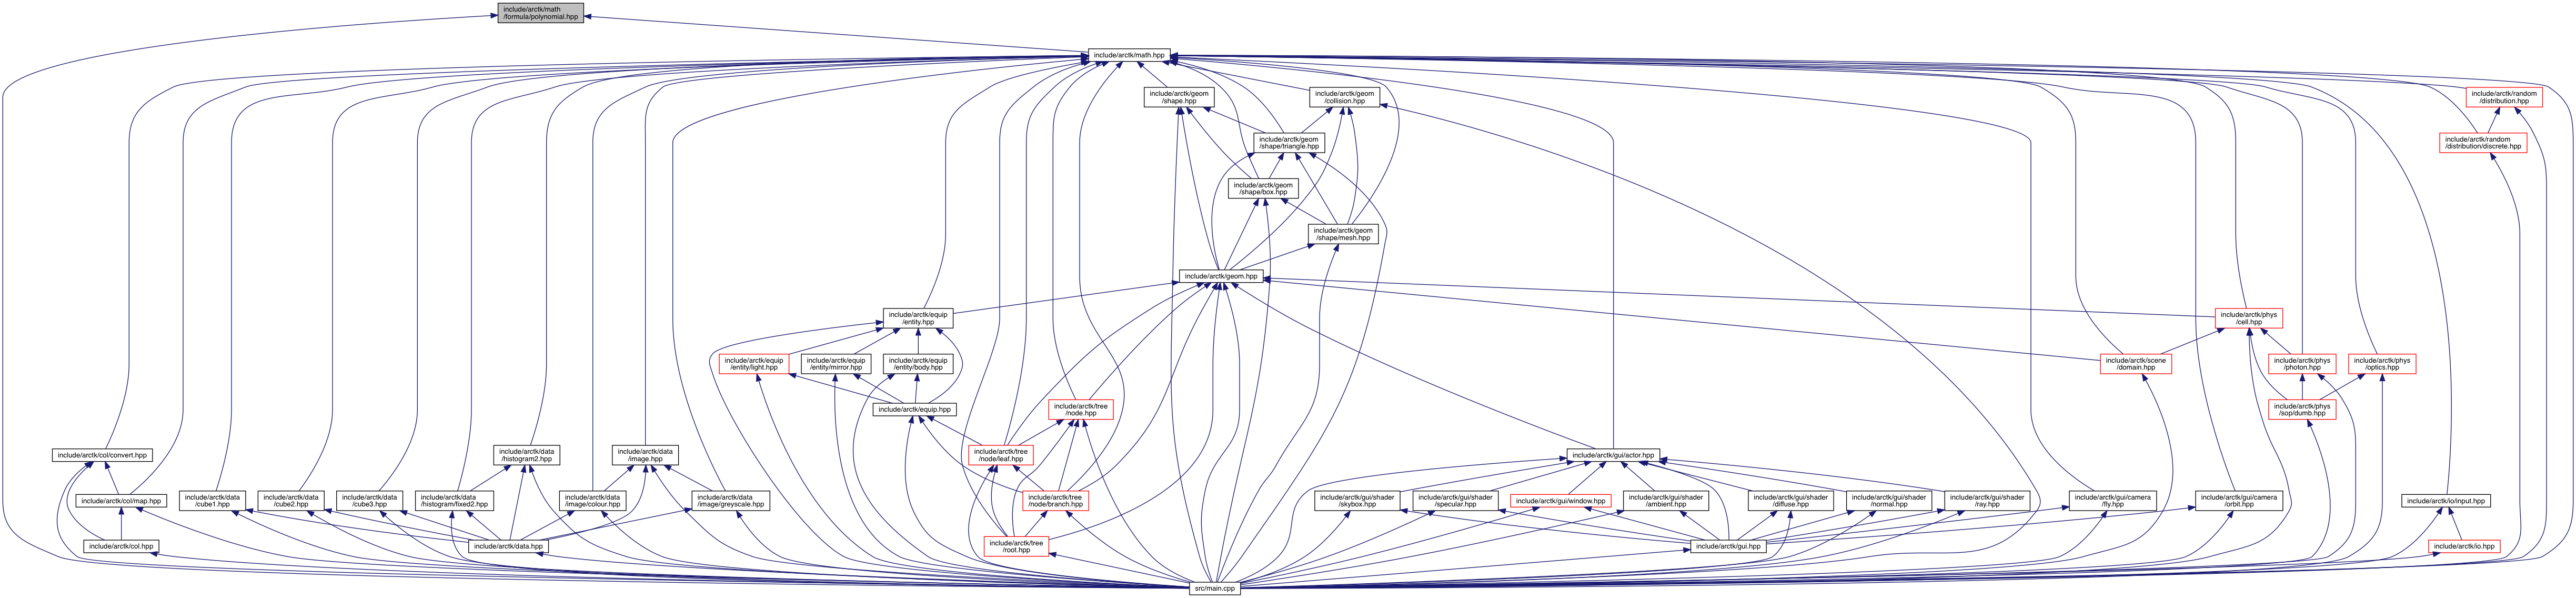 include/arctk/math
/formula/polynomial.hpp
include/arctk/math.hpp
include/arctk/geom
/shape.hpp
include/arctk/geom
/collision.hpp
include/arctk/random
/distribution.hpp
include/arctk/geom
/shape/triangle.hpp
include/arctk/random
/distribution/discrete.hpp
include/arctk/geom
/shape/box.hpp
include/arctk/geom
/shape/mesh.hpp
include/arctk/geom.hpp
include/arctk/equip
/entity.hpp
include/arctk/phys
/cell.hpp
include/arctk/equip
/entity/light.hpp
include/arctk/equip
/entity/mirror.hpp
include/arctk/equip
/entity/body.hpp
include/arctk/scene
/domain.hpp
include/arctk/phys
/photon.hpp
include/arctk/phys
/optics.hpp
include/arctk/equip.hpp
include/arctk/tree
/node.hpp
include/arctk/phys
/sop/dumb.hpp
include/arctk/col/convert.hpp
include/arctk/data
/histogram2.hpp
include/arctk/data
/image.hpp
include/arctk/tree
/node/leaf.hpp
include/arctk/gui/actor.hpp
include/arctk/col/map.hpp
include/arctk/data
/cube1.hpp
include/arctk/data
/cube2.hpp
include/arctk/data
/cube3.hpp
include/arctk/data
/histogram/fixed2.hpp
include/arctk/data
/image/colour.hpp
include/arctk/data
/image/greyscale.hpp
include/arctk/tree
/node/branch.hpp
include/arctk/gui/shader
/skybox.hpp
include/arctk/gui/shader
/specular.hpp
include/arctk/gui/window.hpp
include/arctk/gui/shader
/ambient.hpp
include/arctk/gui/shader
/diffuse.hpp
include/arctk/gui/shader
/normal.hpp
include/arctk/gui/shader
/ray.hpp
include/arctk/gui/camera
/fly.hpp
include/arctk/gui/camera
/orbit.hpp
include/arctk/io/input.hpp
include/arctk/col.hpp
include/arctk/data.hpp
include/arctk/tree
/root.hpp
include/arctk/gui.hpp
include/arctk/io.hpp
src/main.cpp